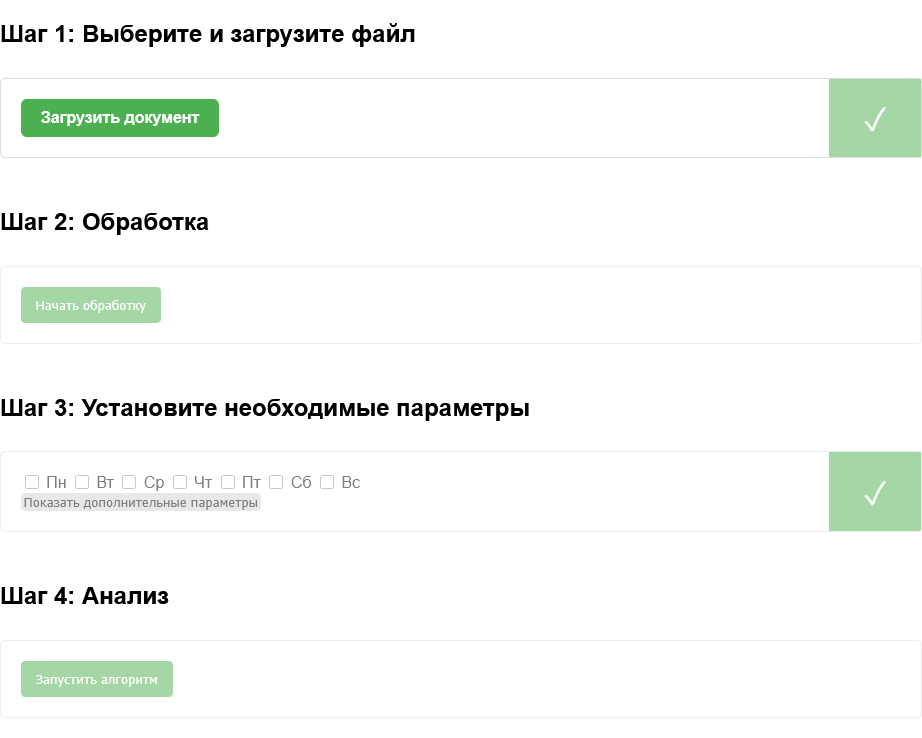 Шаг 1: Выберите и загрузите файл
Загрузить документ
✓
Шаг 2: Обработка
Начать обработку
Шаг 3: Установите необходимые параметры
Пн Вт Ср Чт Пт Сб Вс
✓
Показать дополнительные параметры
Шаг 4: Анализ
Запустить алгоритм